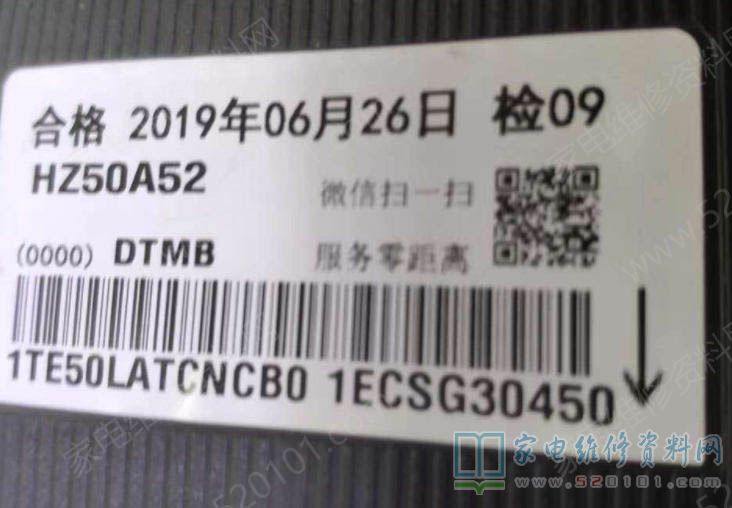 合格 2019年06月26日 检09
HZ50A52 微信扫一扫
(0000) DTMB 服务零距离
1TE50LATCNCB0 1ECSG30450
家电维修资料网
www.520101.com